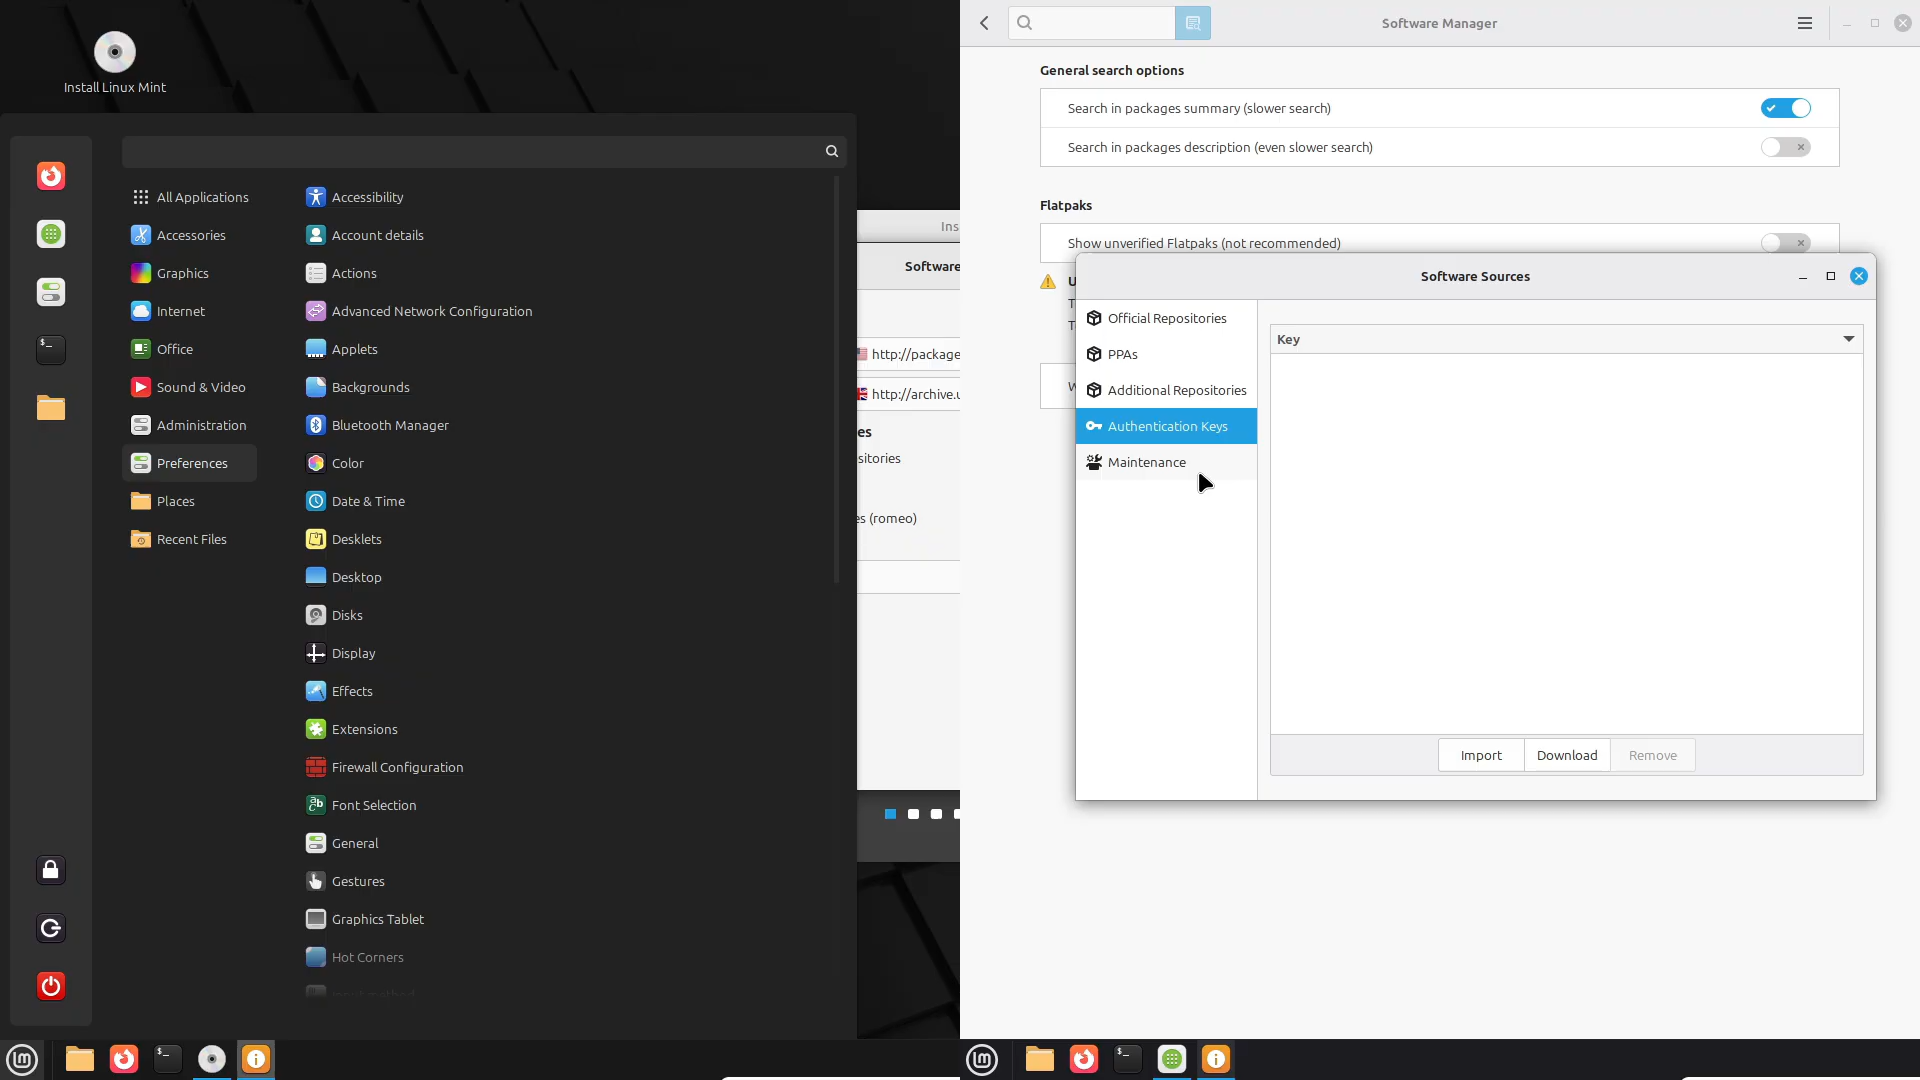 Install Linux Mint
All Applications
Accessories
Graphics
Internet
Office
Sound & Video
Administration
Preferences
Places
Recent Files
Accessibility
Account details
Actions
Advanced Network Configuration
Applets
Backgrounds
Bluetooth Manager
Color
Date & Time
Desklets
Desktop
Disks
Display
Effects
Extensions
Firewall Configuration
Font Selection
General
Gestures
Graphics Tablet
Hot Corners
Input method
Ins
Software
http://package
http://archive.u
es
sitories
es (romeo)
Software Manager
General search options
Search in packages summary (slower search)
Search in packages description (even slower search)
Flatpaks
Show unverified Flatpaks (not recommended)
U
T
T
W
Software Sources
Official Repositories
PPAs
Additional Repositories
Authentication Keys
Maintenance
Key
Import
Download
Remove